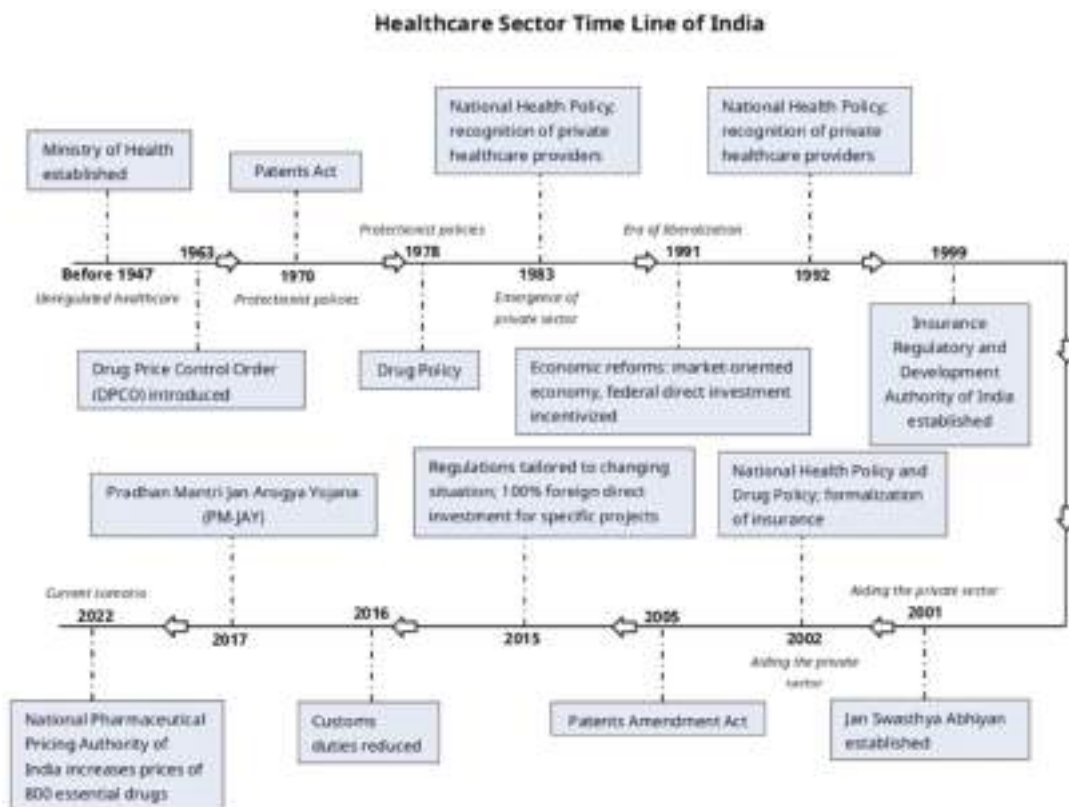 Healthcare Sector Time Line of India
Ministry of Health
established
Patents Act
National Health Policy;
recognition of private
healthcare providers
National Health Policy;
recognition of private
healthcare providers
Before 1947
Unregulated healthcare
1963
1970
Protectionist policies
Protectionist policies
1978
1983
Emergence of
private sector
Era of liberalization
1991
1992
1999
Drug Price Control Order
(DPCO) introduced
Drug Policy
Economic reforms: market-oriented
economy, federal direct investment
incentivized
Insurance
Regulatory and
Development
Authority of India
established
Pradhan Mantri Jan Arogya Yojana
(PM-JAY)
Regulations tailored to changing
situation; 100% foreign direct
investment for specific projects
National Health Policy and
Drug Policy; formalization
of insurance
Current scenario
2022
2017
2016
2015
2005
2002
Aiding the private
sector
Aiding the private sector
2001
National Pharmaceutical
Pricing Authority of
India increases prices of
800 essential drugs
Customs
duties reduced
Patents Amendment Act
Jan Swasthya Abhiyan
established